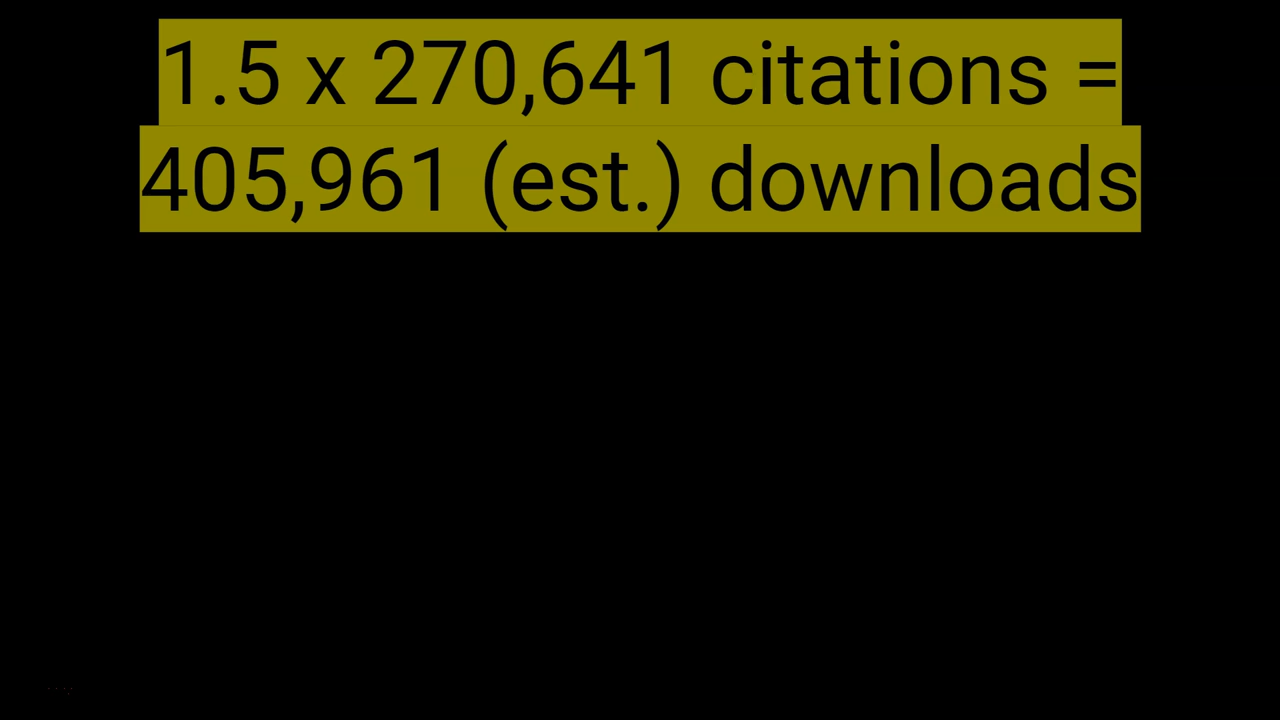 1.5 x 270,641 citations =
405,961 (est.) downloads